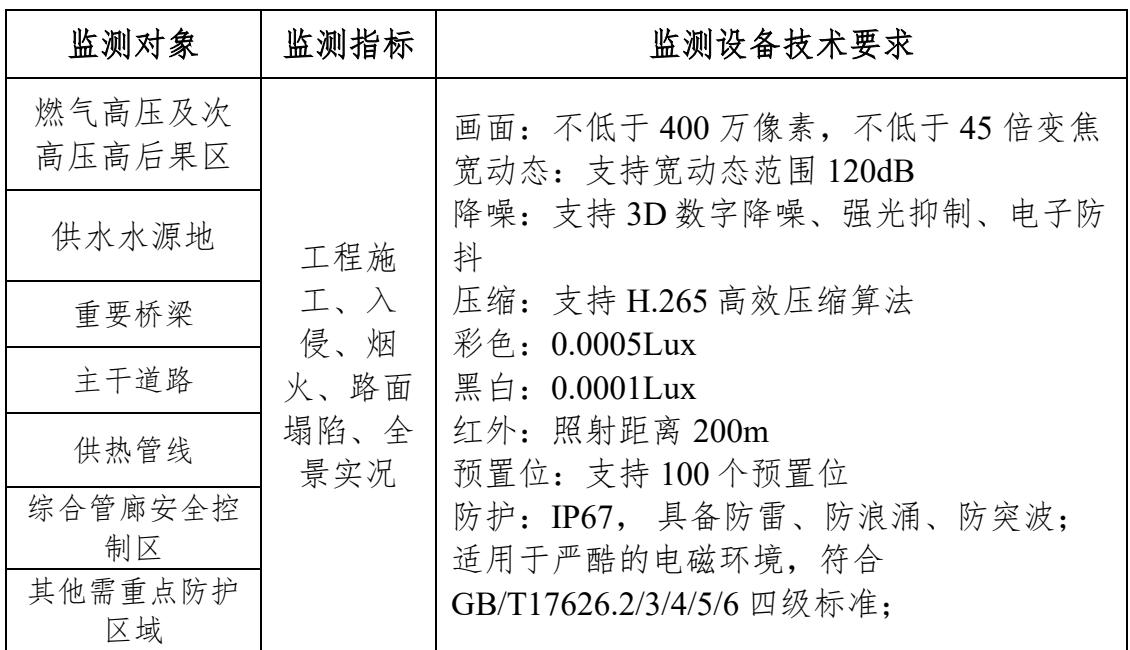 监测对象
监测指标
监测设备技术要求
燃气高压及次
高压高后果区
供水水源地
重要桥梁
主干道路
供热管线
综合管廊安全控
制区
其他需重点防护
区域
工程施
工、入
侵、烟
火、路面
塌陷、全
景实况
画面：不低于 400 万像素，不低于 45 倍变焦
宽动态：支持宽动态范围 120dB
降噪：支持 3D 数字降噪、强光抑制、电子防
抖
压缩：支持 H.265 高效压缩算法
彩色：0.0005Lux
黑白：0.0001Lux
红外：照射距离 200m
预置位：支持 100 个预置位
防护：IP67， 具备防雷、防浪涌、防突波；
适用于严酷的电磁环境，符合
GB/T17626.2/3/4/5/6 四级标准；